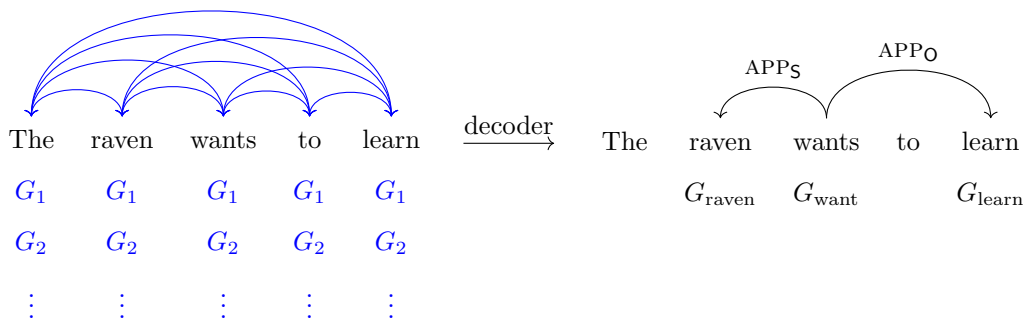 APP_S APP_O
The raven wants to learn decoder The raven wants to learn
G_1 G_1 G_1 G_1 G_1 G_raven G_want G_learn
G_2 G_2 G_2 G_2 G_2
⋮ ⋮ ⋮ ⋮ ⋮